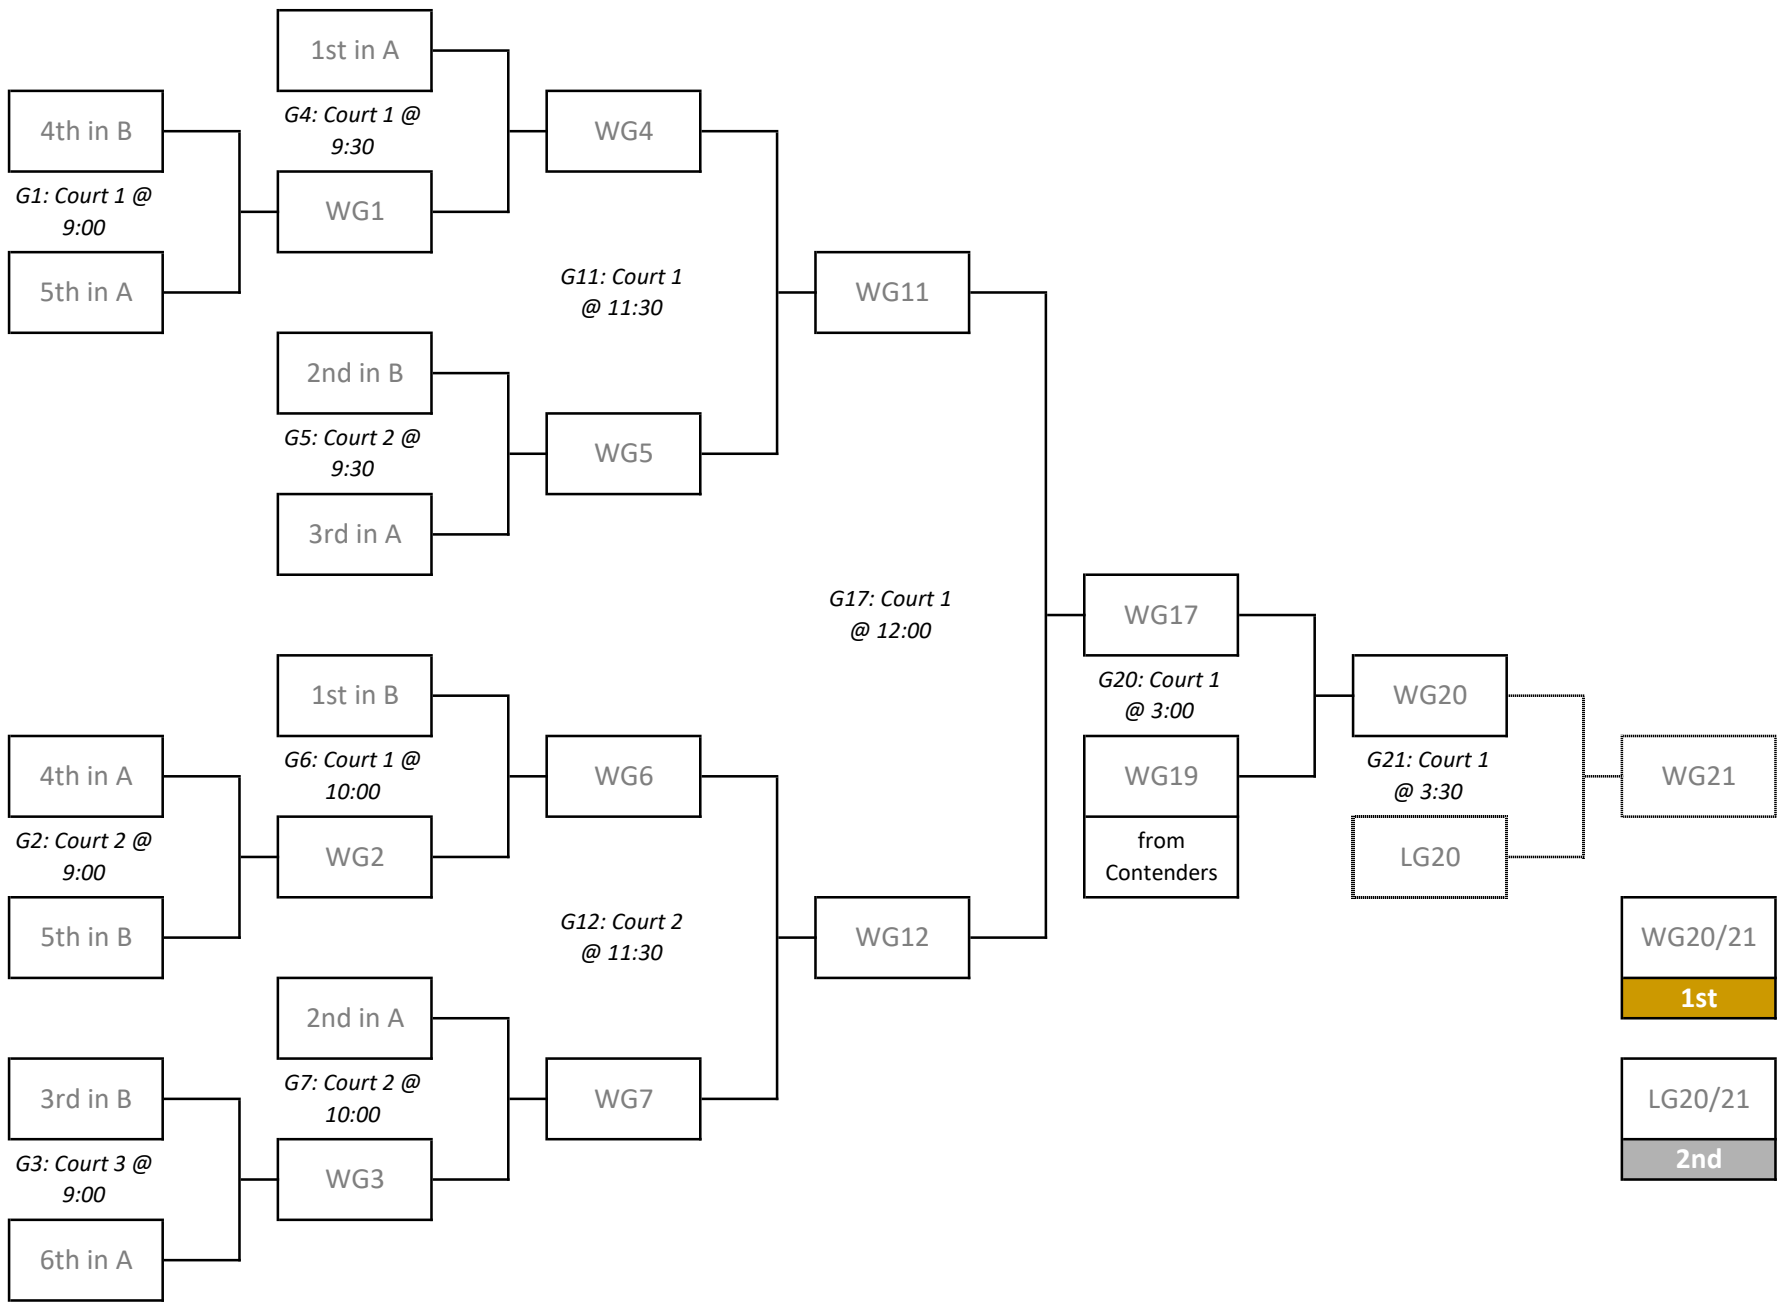 1st in A
4th in B
G4: Court 1 @
9:30
WG4
G1: Court 1 @
9:00
WG1
5th in A
G11: Court 1
@ 11:30
WG11
2nd in B
G5: Court 2 @
9:30
WG5
3rd in A
G17: Court 1
@ 12:00
WG17
1st in B
G20: Court 1
@ 3:00
WG20
4th in A
G6: Court 1 @
10:00
WG6
WG19
G21: Court 1
@ 3:30
WG21
G2: Court 2 @
9:00
WG2
from
Contenders
LG20
5th in B
G12: Court 2
@ 11:30
WG12
WG20/21
1st
2nd in A
3rd in B
G7: Court 2 @
10:00
WG7
LG20/21
2nd
G3: Court 3 @
9:00
WG3
6th in A